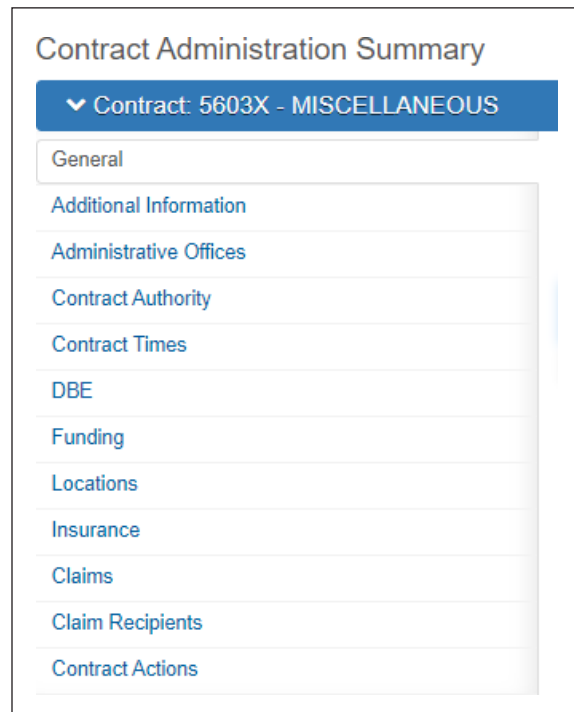 Contract Administration Summary
Contract: 5603X - MISCELLANEOUS
General
Additional Information
Administrative Offices
Contract Authority
Contract Times
DBE
Funding
Locations
Insurance
Claims
Claim Recipients
Contract Actions